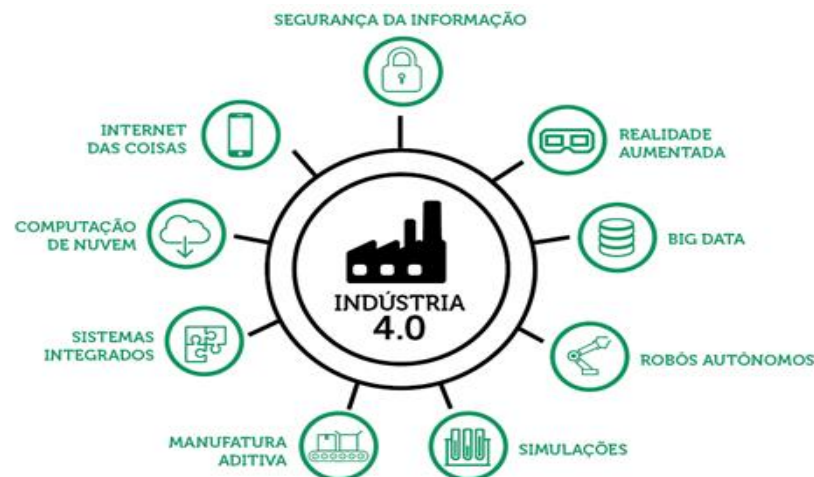 SEGURANÇA DA INFORMAÇÃO
INTERNET
DAS COISAS
REALIDADE
AUMENTADA
COMPUTAÇÃO
DE NUVEM
BIG DATA
INDÚSTRIA
4.0
SISTEMAS
INTEGRADOS
ROBÔS AUTÔNOMOS
MANUFATURA
ADITIVA
SIMULAÇÕES